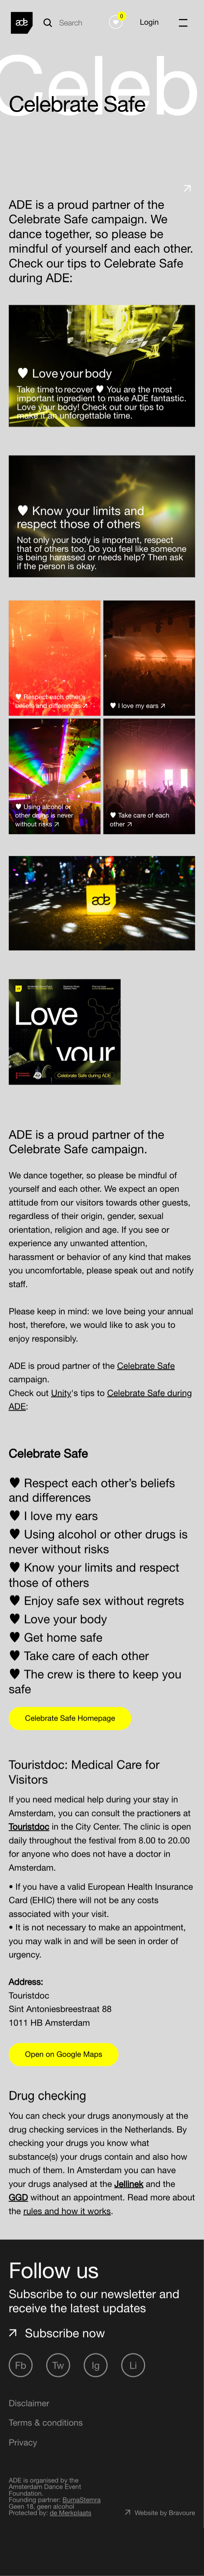 ade
Search
0
Login
Celeb
Celebrate Safe
ADE is a proud partner of the
Celebrate Safe campaign. We
dance together, so please be
mindful of yourself and each other.
Check our tips to Celebrate Safe
during ADE:
♥ Love your body
Take time to recover ♥ You are the most
important ingredient to make ADE fantastic.
Love your body! Check out our tips to
make it an unforgettable time.
♥ Know your limits and
respect those of others
Not only your body is important, respect
that of others too. Do you feel like someone
is being harassed or needs help? Then ask
if the person is okay.
♥ Respect each other's
beliefs and differences ↗
♥ I love my ears ↗
♥ Using alcohol or
other drugs is never
without risks ↗
♥ Take care of each
other ↗
ade
Love
your
Celebrate Safe during ADE
ADE is a proud partner of the
Celebrate Safe campaign.
We dance together, so please be mindful of
yourself and each other. We expect an open
attitude from our visitors towards other guests,
regardless of their origin, gender, sexual
orientation, religion and age. If you see or
experience any unwanted attention,
harassment or behavior of any kind that makes
you uncomfortable, please speak out and notify
staff.
Please keep in mind: we love being your annual
host, therefore, we would like to ask you to
enjoy responsibly.
ADE is proud partner of the Celebrate Safe
campaign.
Check out Unity's tips to Celebrate Safe during
ADE:
Celebrate Safe
♥ Respect each other's beliefs
and differences
♥ I love my ears
♥ Using alcohol or other drugs is
never without risks
♥ Know your limits and respect
those of others
♥ Enjoy safe sex without regrets
♥ Love your body
♥ Get home safe
♥ Take care of each other
♥ The crew is there to keep you
safe
Celebrate Safe Homepage
Touristdoc: Medical Care for
Visitors
If you need medical help during your stay in
Amsterdam, you can consult the practioners at
Touristdoc in the City Center. The clinic is open
daily throughout the festival from 8.00 to 20.00
for anyone who does not have a doctor in
Amsterdam.
• If you have a valid European Health Insurance
Card (EHIC) there will not be any costs
associated with your visit.
• It is not necessary to make an appointment,
you may walk in and will be seen in order of
urgency.
Address:
Touristdoc
Sint Antoniesbreestraat 88
1011 HB Amsterdam
Open on Google Maps
Drug checking
You can check your drugs anonymously at the
drug checking services in the Netherlands. By
checking your drugs you know what
substance(s) your drugs contain and also how
much of them. In Amsterdam you can have
your drugs analysed at the Jellinek and the
GGD without an appointment. Read more about
the rules and how it works.
Follow us
Subscribe to our newsletter and
receive the latest updates
↗ Subscribe now
Fb
Tw
Ig
Li
Disclaimer
Terms & conditions
Privacy
ADE is organised by the
Amsterdam Dance Event
Foundation.
Founding partner: BumaStemra
Geen 18, geen alcohol
Protected by: de Merkplaats
↗ Website by Bravoure